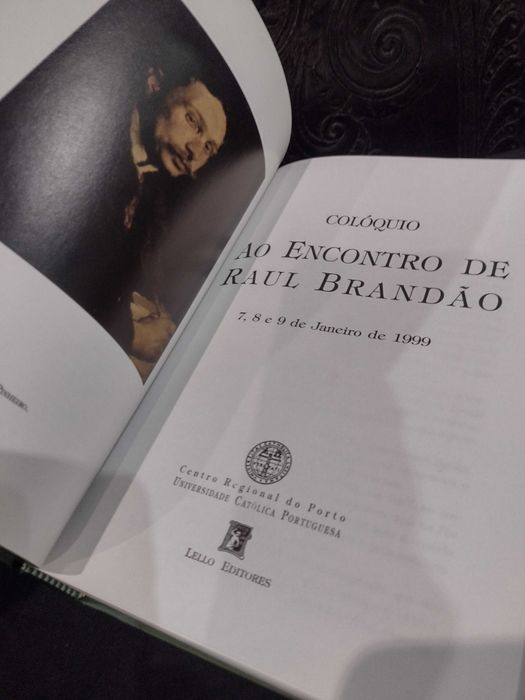 PINHEIRO,
COLÓQUIO
AO ENCONTRO DE
RAUL BRANDÃO
7, 8 e 9 de Janeiro de 1999
Centro Regional do Porto
UNIVERSIDADE CATÓLICA PORTUGUESA
LELLO EDITORES